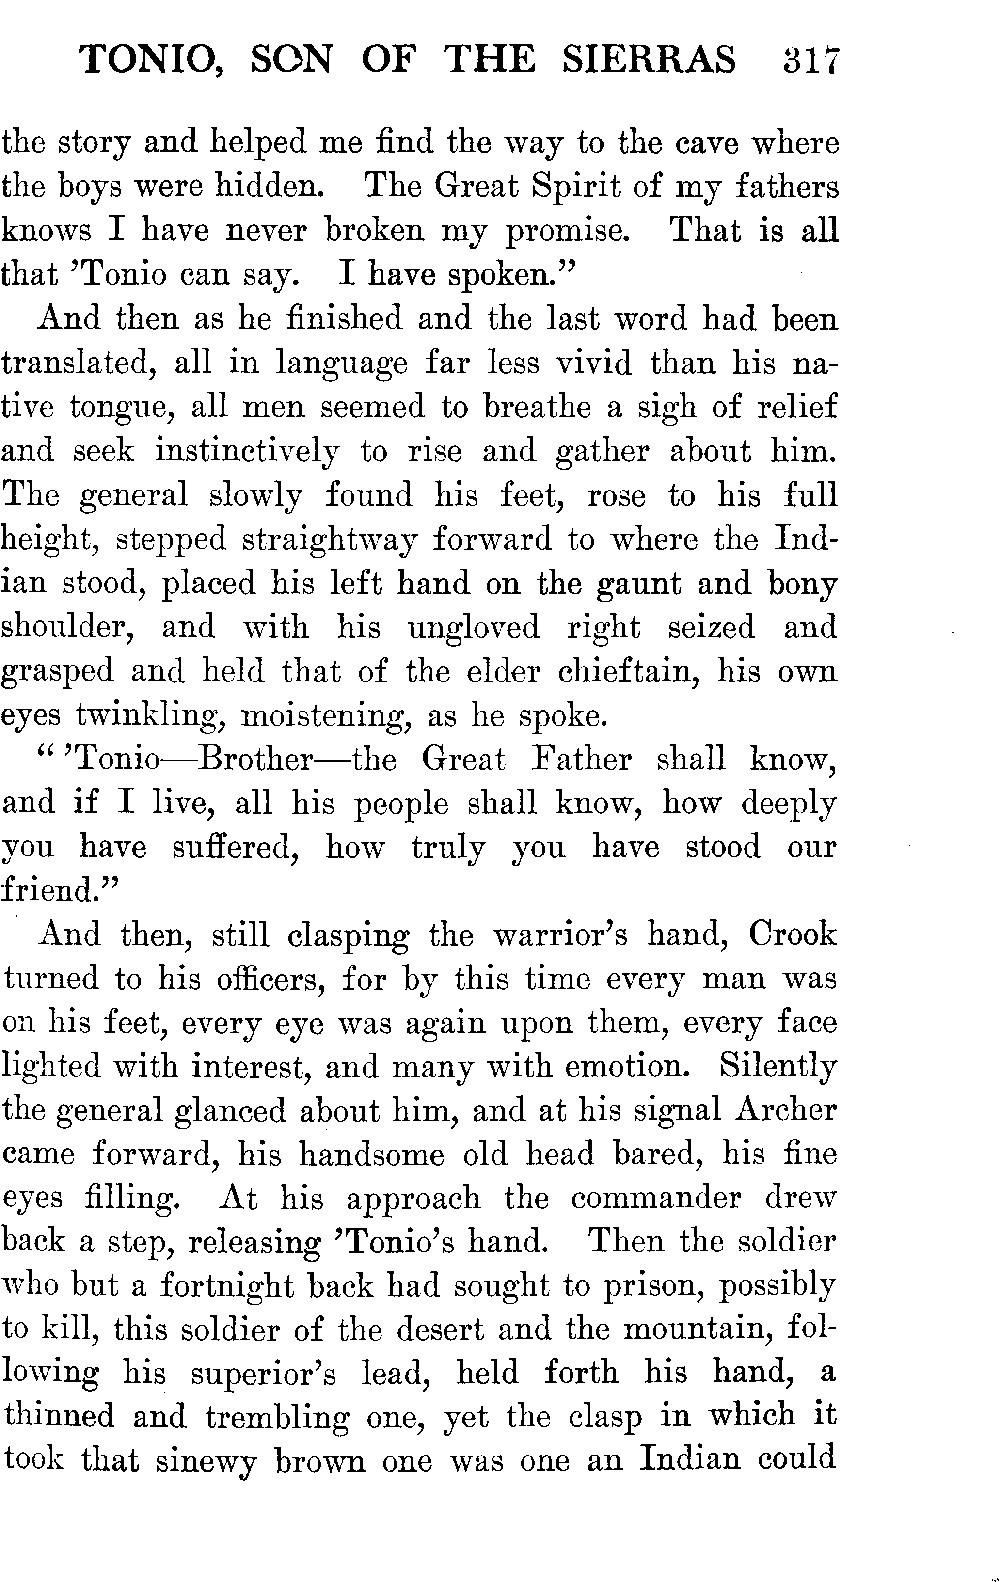 TONIO, SON OF THE SIERRAS 317
the story and helped me find the way to the cave where
the boys were hidden. The Great Spirit of my fathers
knows I have never broken my promise. That is all
that ’Tonio can say. I have spoken.”
And then as he finished and the last word had been
translated, all in language far less vivid than his na-
tive tongue, all men seemed to breathe a sigh of relief
and seek instinctively to rise and gather about him.
The general slowly found his feet, rose to his full
height, stepped straightway forward to where the Ind-
ian stood, placed his left hand on the gaunt and bony
shoulder, and with his ungloved right seized and
grasped and held that of the elder chieftain, his own
eyes twinkling, moistening, as he spoke.
“ ’Tonio—Brother—the Great Father shall know,
and if I live, all his people shall know, how deeply
you have suffered, how truly you have stood our
friend.”
And then, still clasping the warrior’s hand, Crook
turned to his officers, for by this time every man was
on his feet, every eye was again upon them, every face
lighted with interest, and many with emotion. Silently
the general glanced about him, and at his signal Archer
came forward, his handsome old head bared, his fine
eyes filling. At his approach the commander drew
back a step, releasing ’Tonio’s hand. Then the soldier
who but a fortnight back had sought to prison, possibly
to kill, this soldier of the desert and the mountain, fol-
lowing his superior’s lead, held forth his hand, a
thinned and trembling one, yet the clasp in which it
took that sinewy brown one was one an Indian could